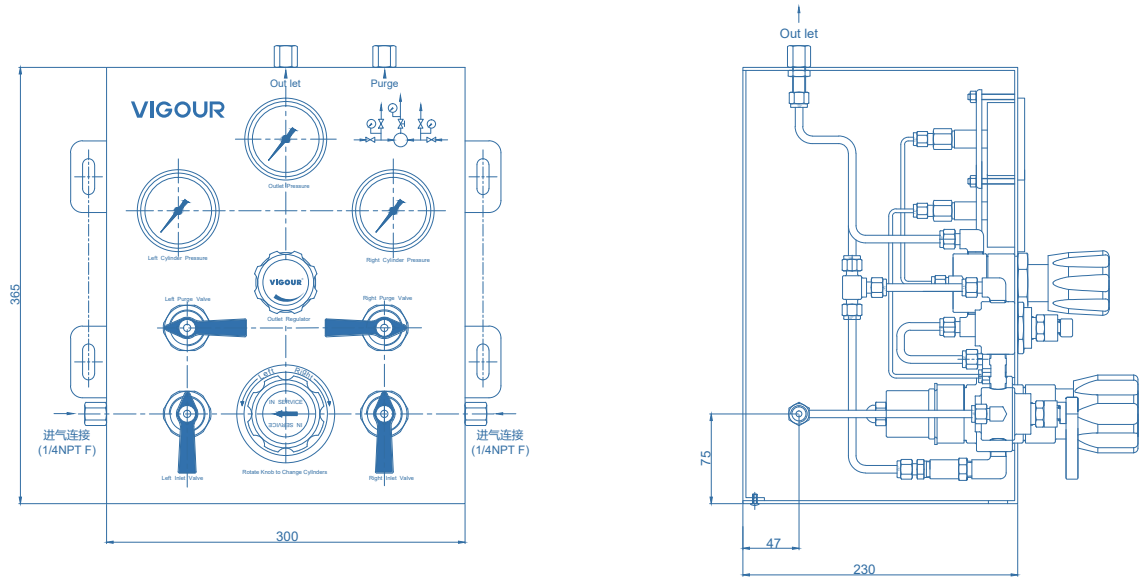 Out let
Purge
VIGOUR
Outlet Pressure
Left Cylinder Pressure
Right Cylinder Pressure
VIGOUR
Left Purge Valve
Right Purge Valve
Outlet Regulator
Left Right
IN SERVICE
IN SERVICE
进气连接
(1/4NPT F)
进气连接
(1/4NPT F)
Rotate Knob to Change Cylinders
Left Inlet Valve
Right Inlet Valve
365
300
Out let
75
47
230